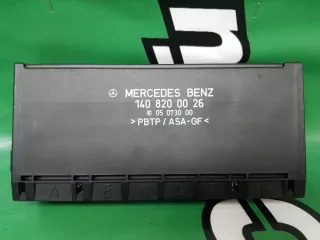 MERCEDES BENZ
140 820 00 26
05 0730 00
> PBTP / ASA-GF <